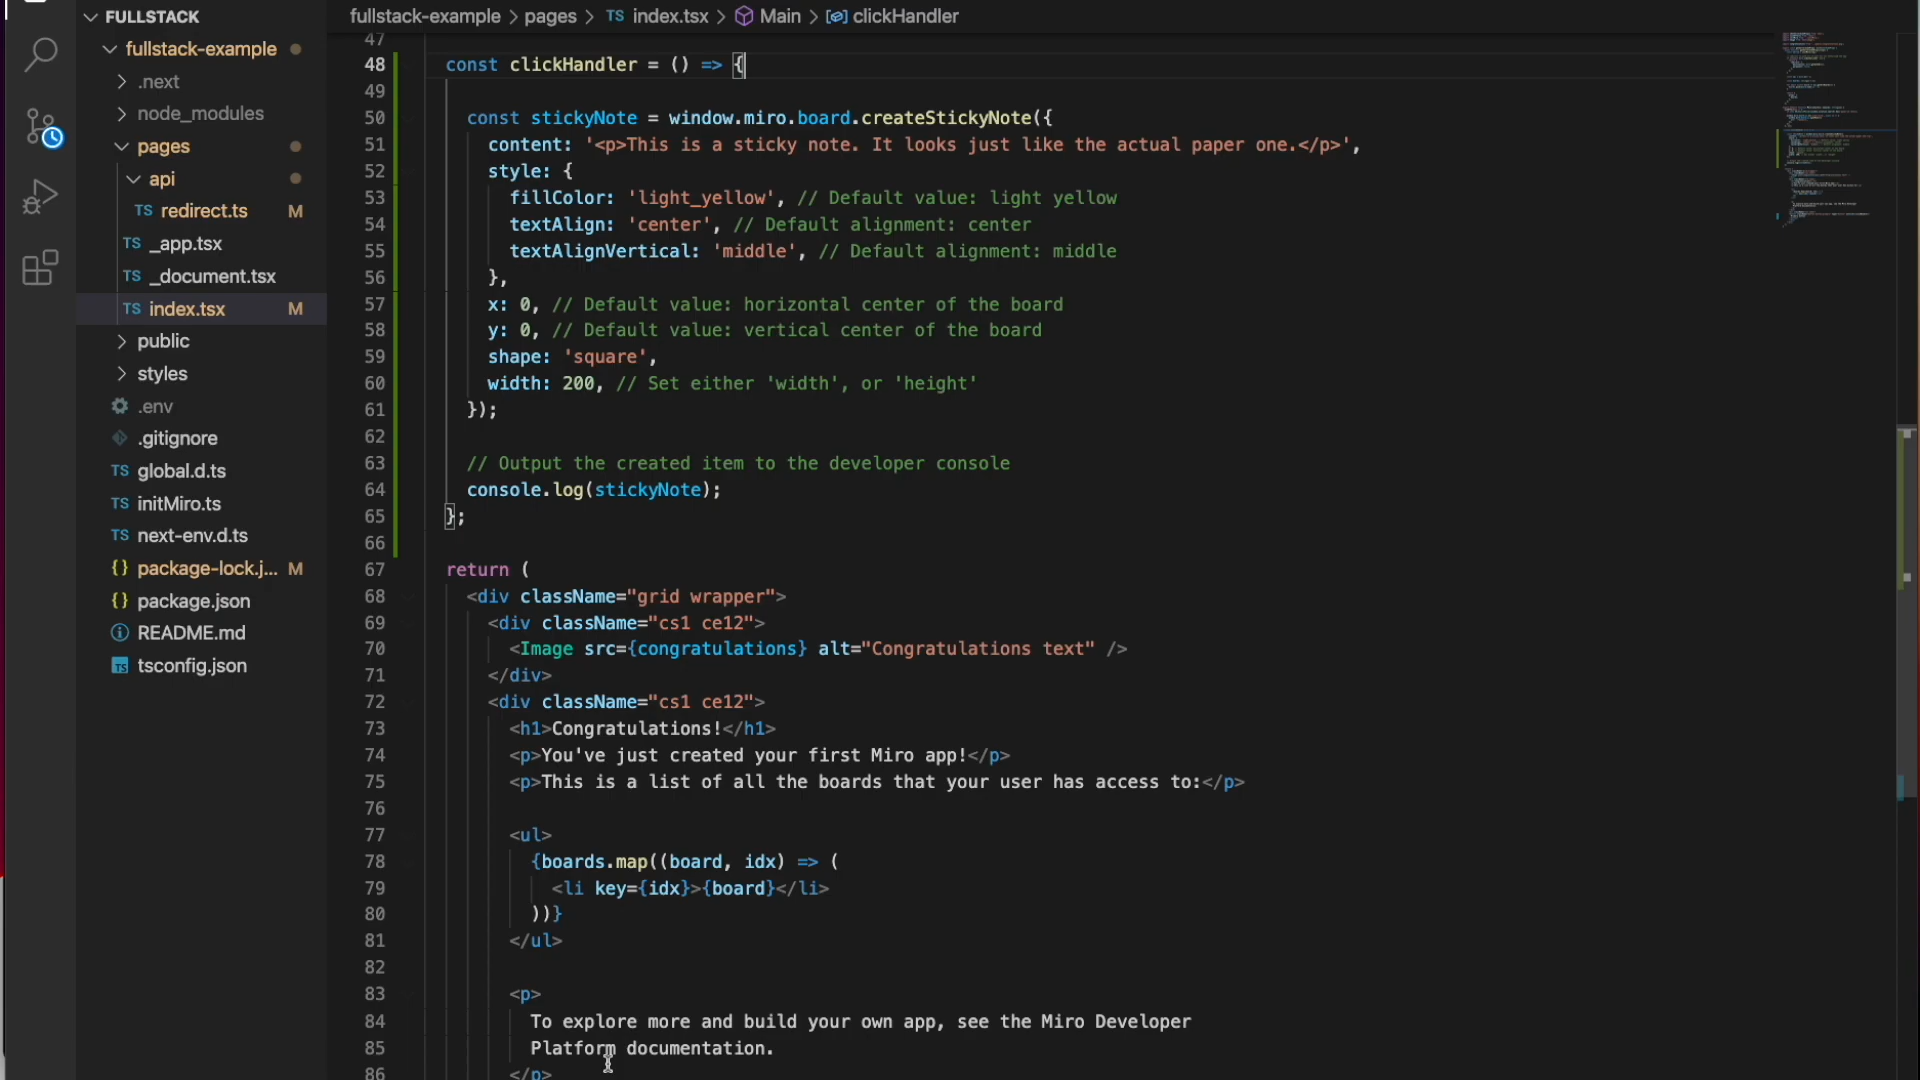 FULLSTACK
fullstack-example
.next
node_modules
pages
api
TS redirect.ts M
TS _app.tsx
TS _document.tsx
TS index.tsx M
public
styles
.env
.gitignore
TS global.d.ts
TS initMiro.ts
TS next-env.d.ts
{} package-lock.j... M
{} package.json
README.md
TS tsconfig.json
fullstack-example > pages > TS index.tsx > Main > clickHandler
47
48 const clickHandler = () => {
49
50 const stickyNote = window.miro.board.createStickyNote({
51 content: '<p>This is a sticky note. It looks just like the actual paper one.</p>',
52 style: {
53 fillColor: 'light_yellow', // Default value: light yellow
54 textAlign: 'center', // Default alignment: center
55 textAlignVertical: 'middle', // Default alignment: middle
56 },
57 x: 0, // Default value: horizontal center of the board
58 y: 0, // Default value: vertical center of the board
59 shape: 'square',
60 width: 200, // Set either 'width', or 'height'
61 });
62
63 // Output the created item to the developer console
64 console.log(stickyNote);
65 };
66
67 return (
68 <div className="grid wrapper">
69 <div className="cs1 ce12">
70 <Image src={congratulations} alt="Congratulations text" />
71 </div>
72 <div className="cs1 ce12">
73 <h1>Congratulations!</h1>
74 <p>You've just created your first Miro app!</p>
75 <p>This is a list of all the boards that your user has access to:</p>
76
77 <ul>
78 {boards.map((board, idx) => (
79 <li key={idx}>{board}</li>
80 ))}
81 </ul>
82
83 <p>
84 To explore more and build your own app, see the Miro Developer
85 Platform documentation.
86 </p>